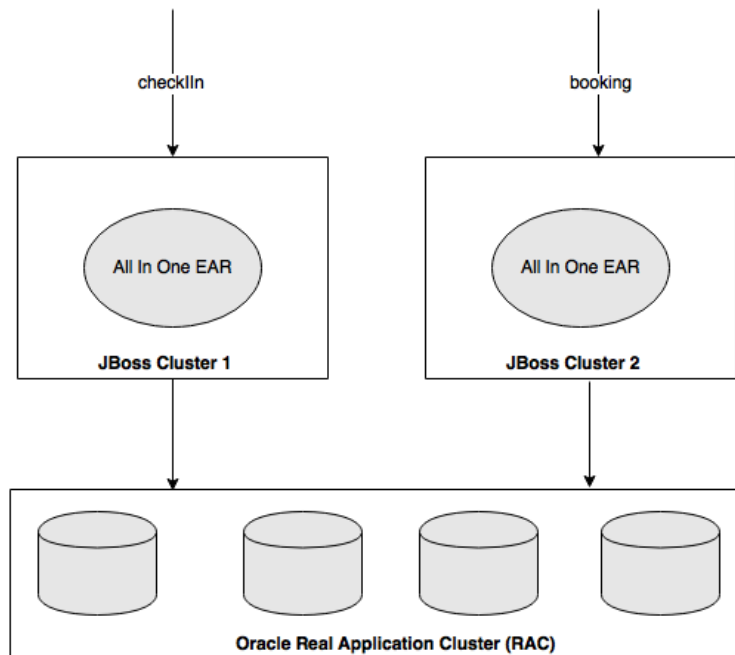 checkIIn
booking
All In One EAR
All In One EAR
JBoss Cluster 1
JBoss Cluster 2
Oracle Real Application Cluster (RAC)